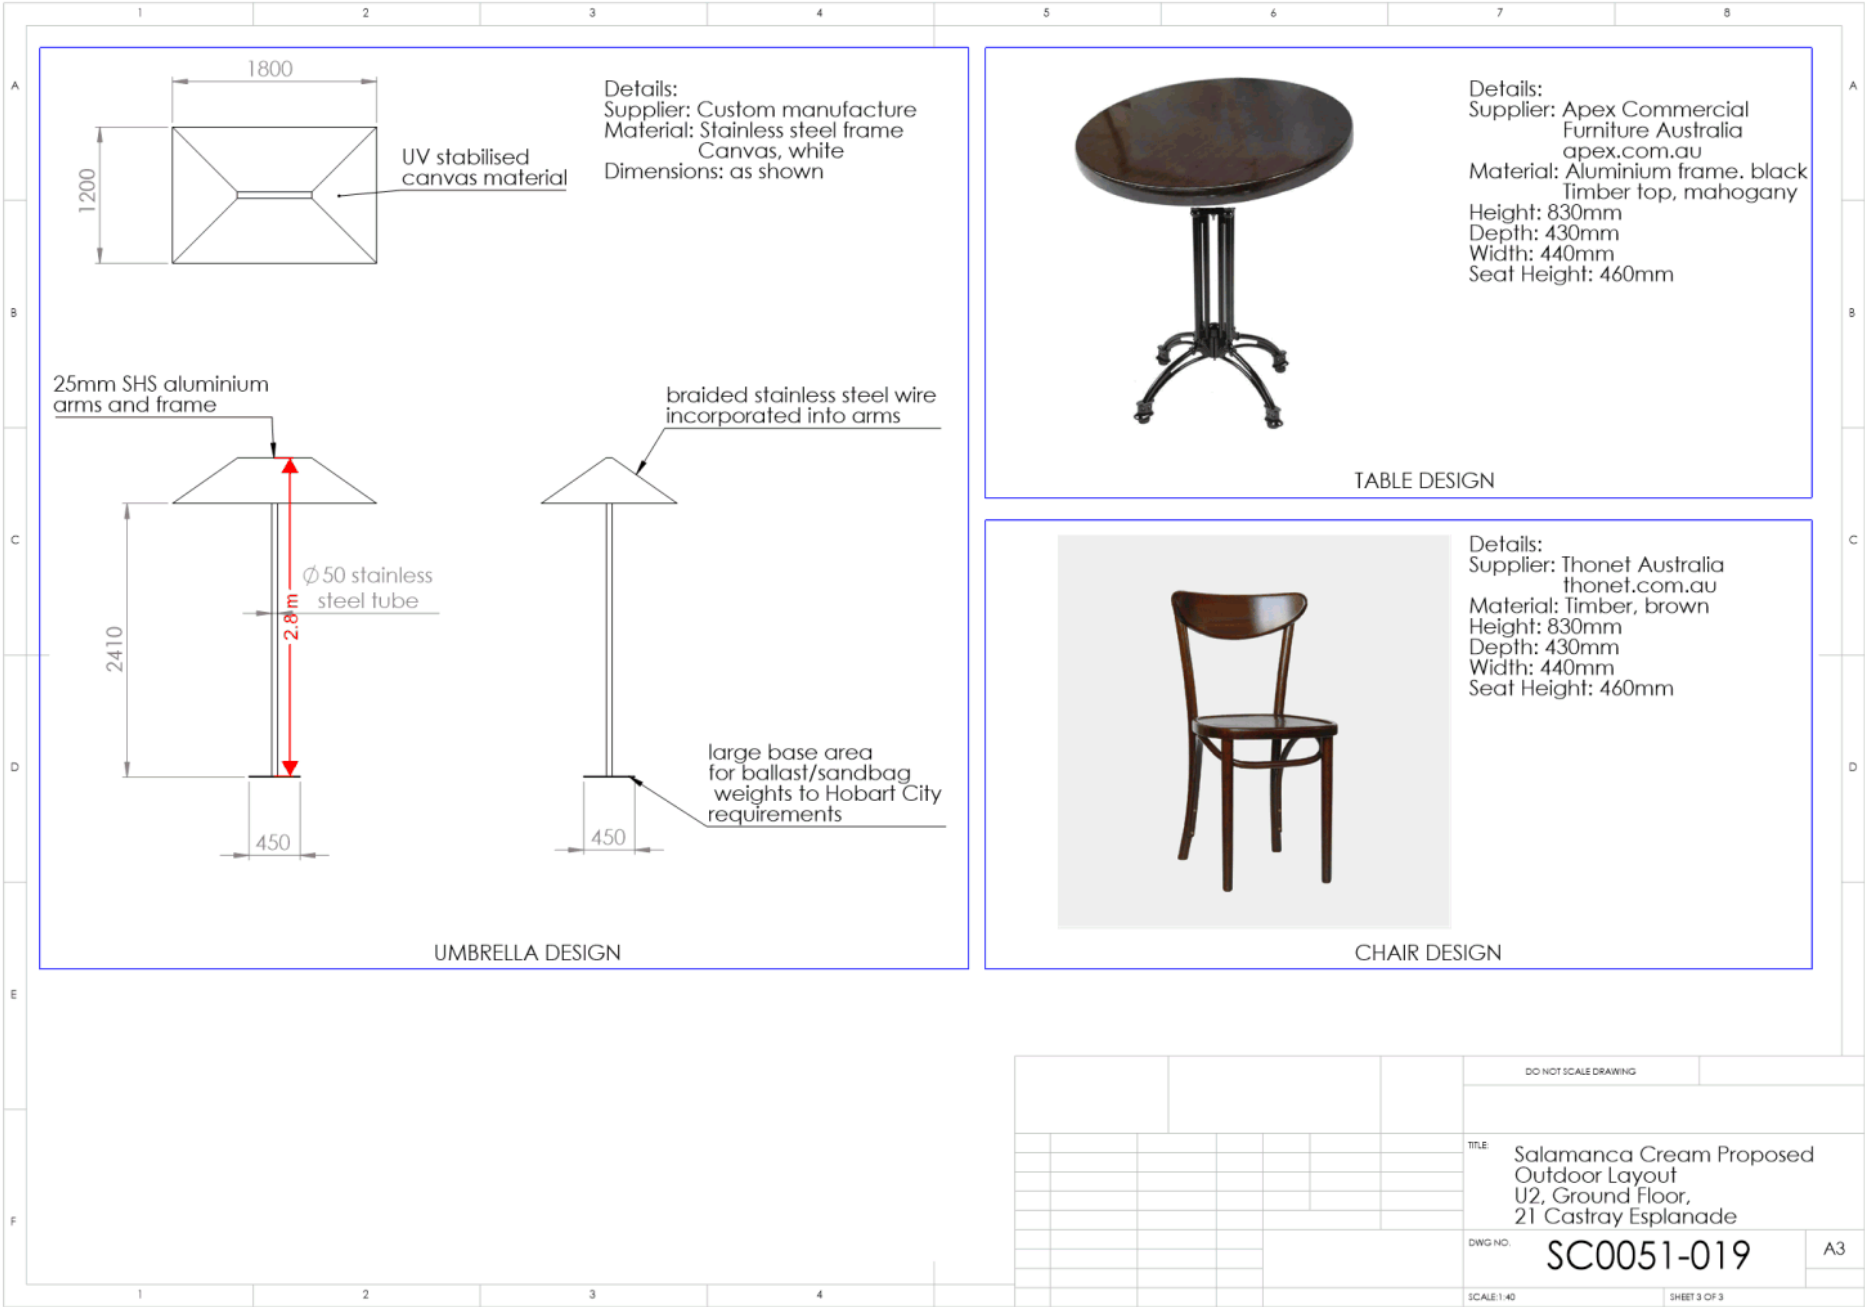 1 2 3 4 5 6 7 8
A A
B B
C C
D D
E
F
1800
1200
UV stabilised
canvas material
Details:
Supplier: Custom manufacture
Material: Stainless steel frame
Canvas, white
Dimensions: as shown
25mm SHS aluminium
arms and frame
braided stainless steel wire
incorporated into arms
Ø50 stainless
steel tube
2.8 m
2410
large base area
for ballast/sandbag
weights to Hobart City
requirements
450
450
UMBRELLA DESIGN
Details:
Supplier: Apex Commercial
Furniture Australia
apex.com.au
Material: Aluminium frame. black
Timber top, mahogany
Height: 830mm
Depth: 430mm
Width: 440mm
Seat Height: 460mm
TABLE DESIGN
Details:
Supplier: Thonet Australia
thonet.com.au
Material: Timber, brown
Height: 830mm
Depth: 430mm
Width: 440mm
Seat Height: 460mm
CHAIR DESIGN
DO NOT SCALE DRAWING
TITLE:
Salamanca Cream Proposed
Outdoor Layout
U2, Ground Floor,
21 Castray Esplanade
DWG NO.
SC0051-019
A3
SCALE:1:40
SHEET 3 OF 3
1 2 3 4